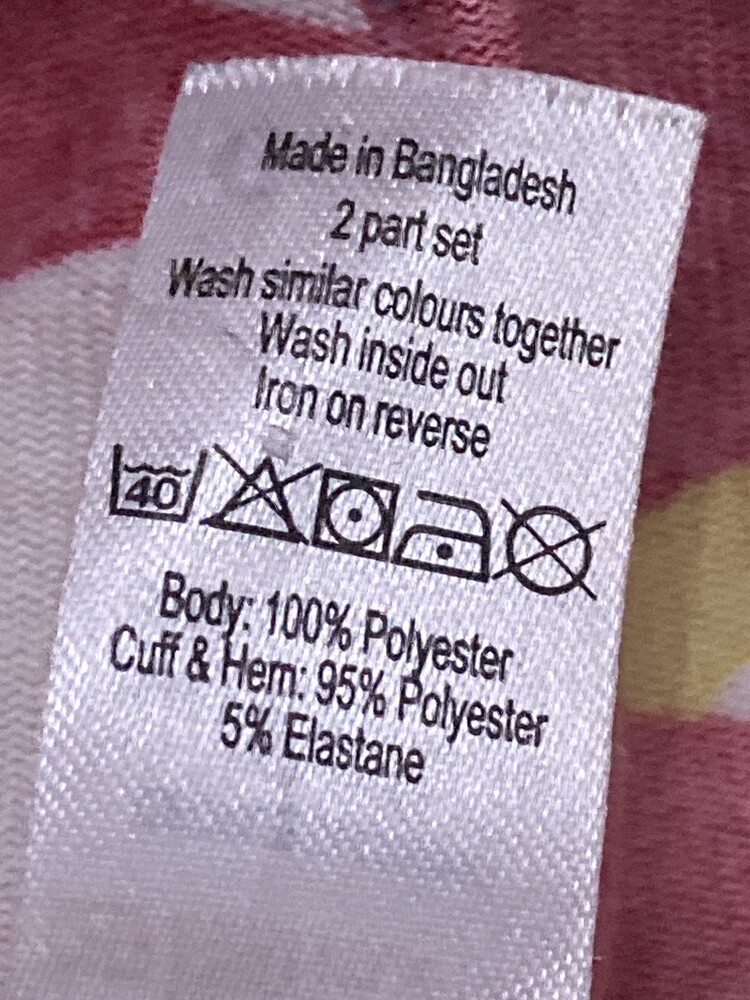 Made in Bangladesh
2 part set
Wash similar colours together
Wash inside out
Iron on reverse
40
Body: 100% Polyester
Cuff & Hem: 95% Polyester
5% Elastane